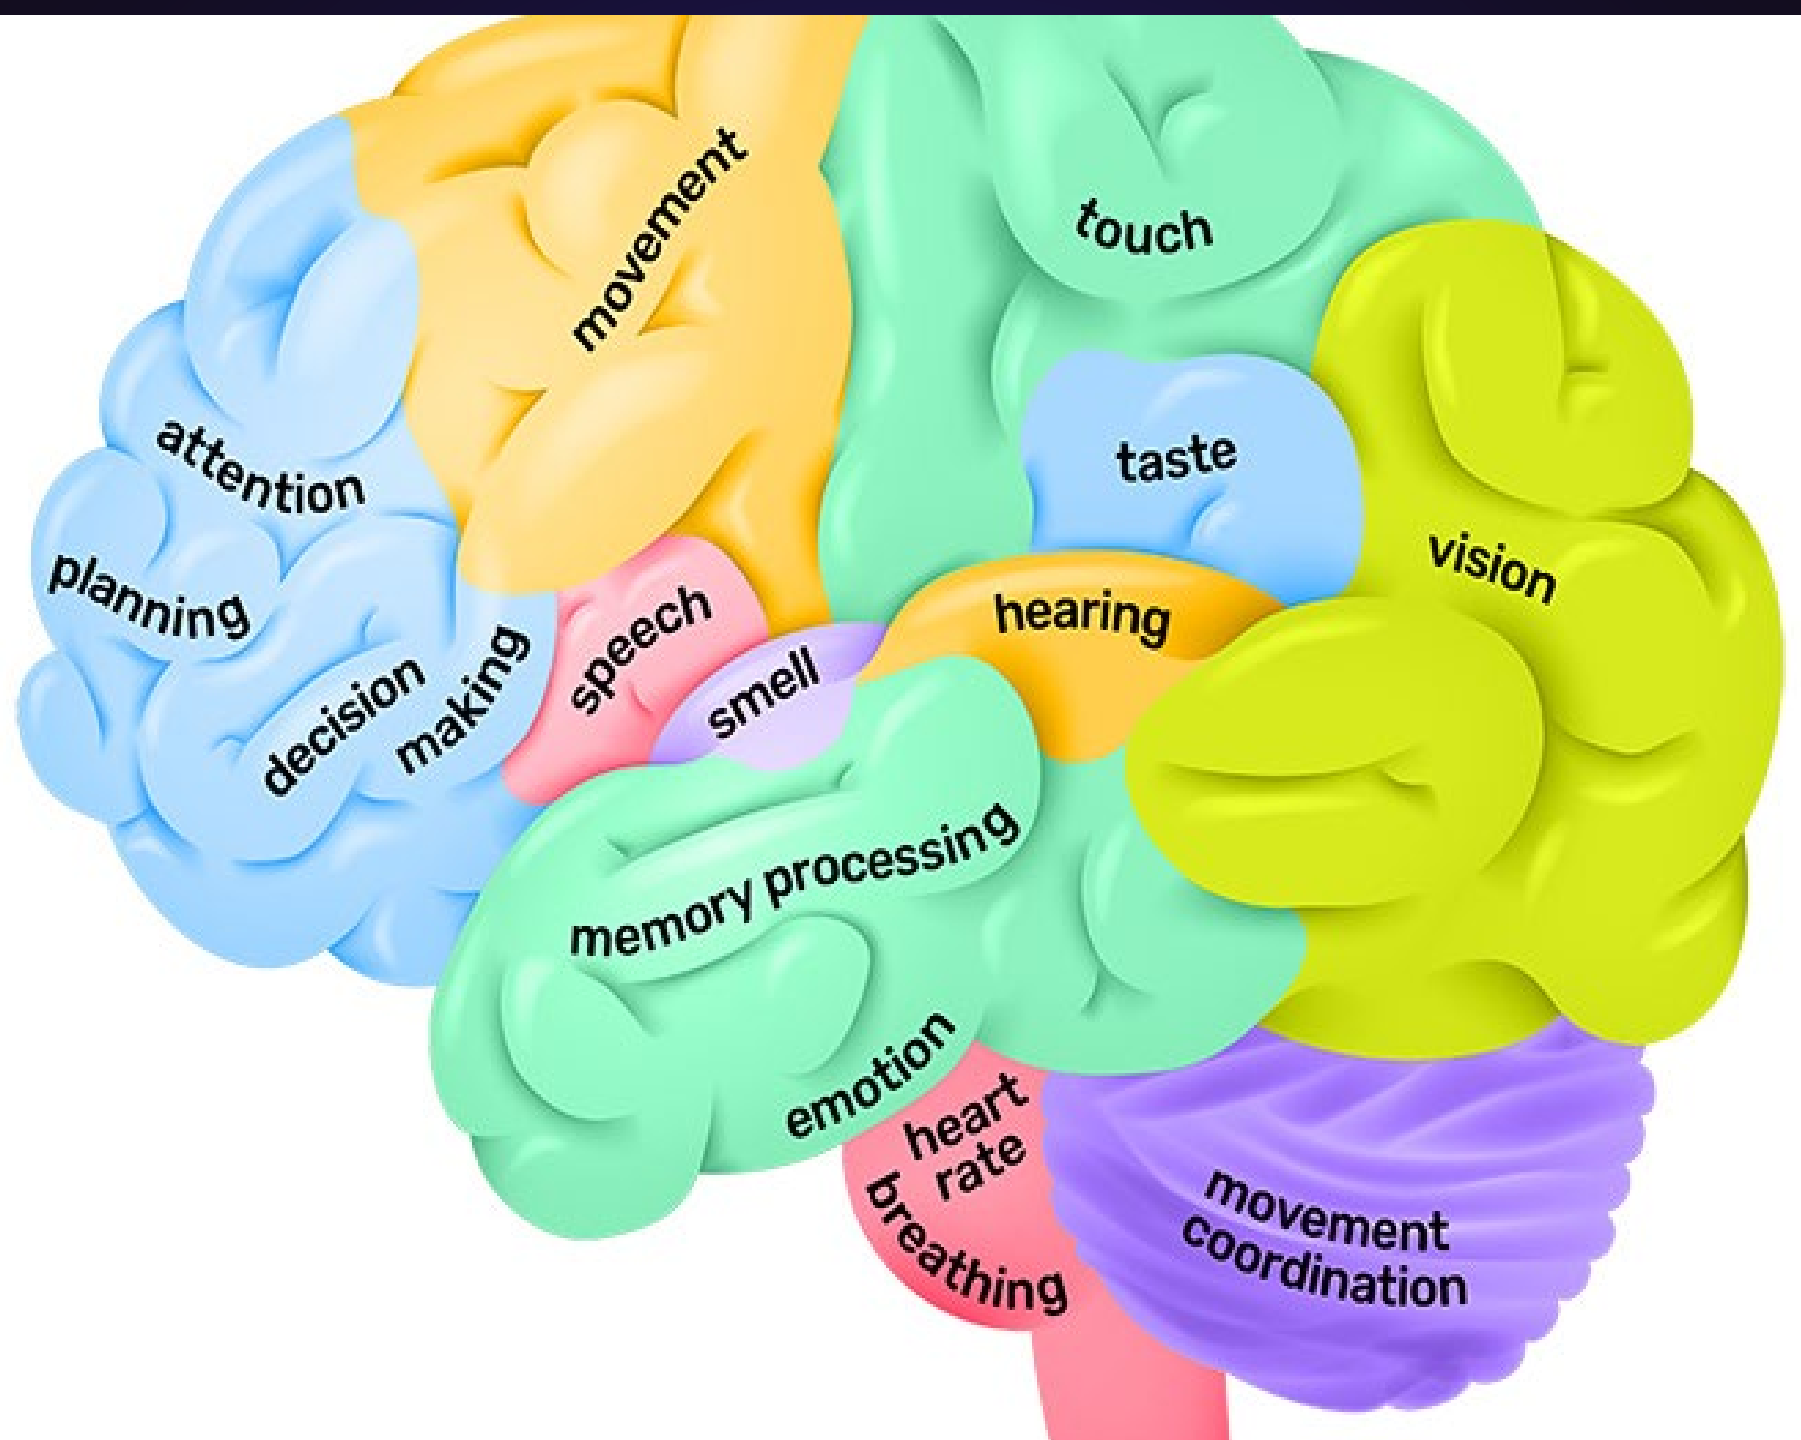 movement
touch
attention
taste
planning
vision
decision
making
speech
hearing
smell
memory processing
emotion
heart
rate
breathing
movement
coordination